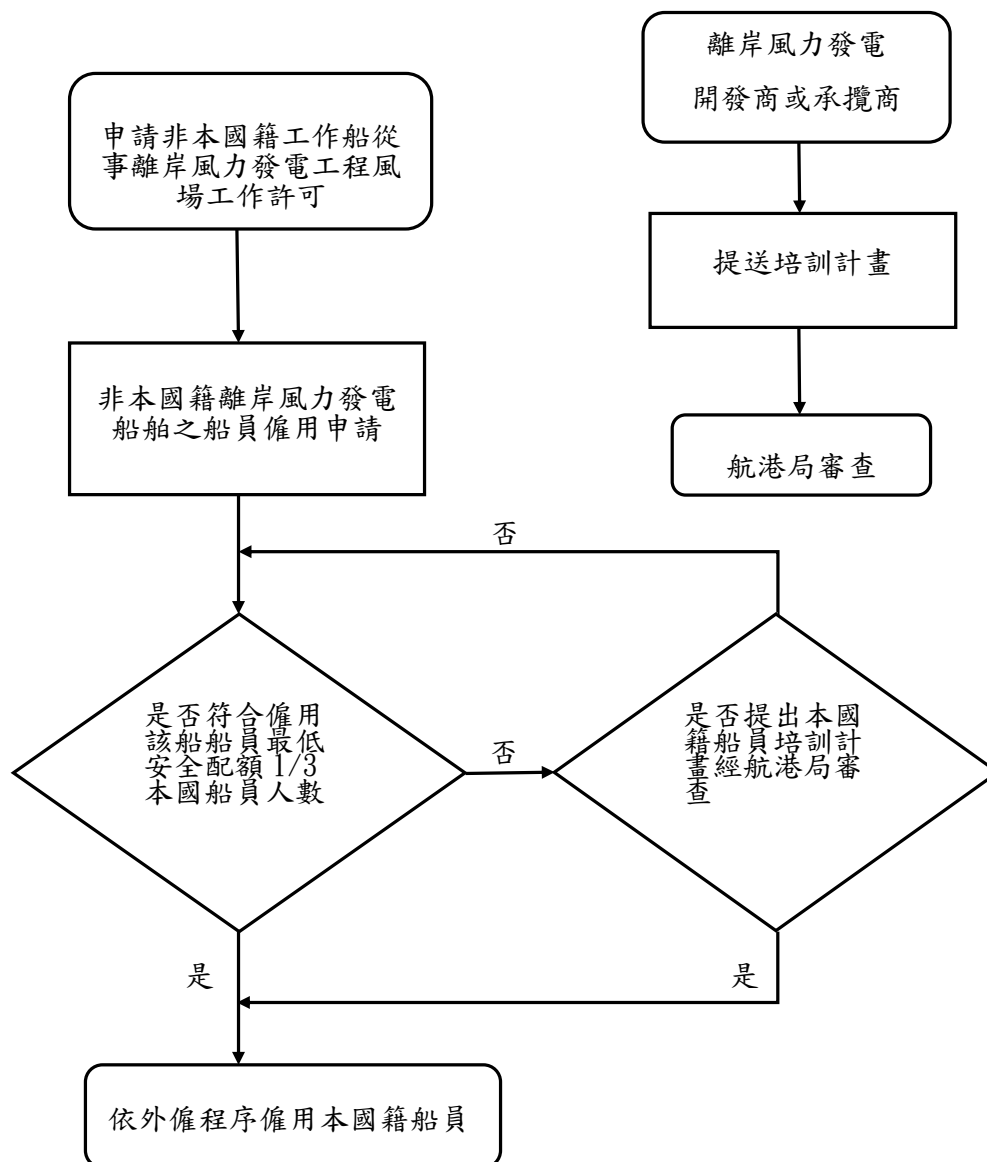 離岸風力發電
開發商或承攬商
申請非本國籍工作船從
事離岸風力發電工程風
場工作許可
提送培訓計畫
非本國籍離岸風力發電
船舶之船員僱用申請
航港局審查
否
是否符合僱用
該船船員最低
安全配額 1/3
本國船員人數
否
是否提出本國
籍船員培訓計
畫經航港局審
查
是
是
依外僱程序僱用本國籍船員